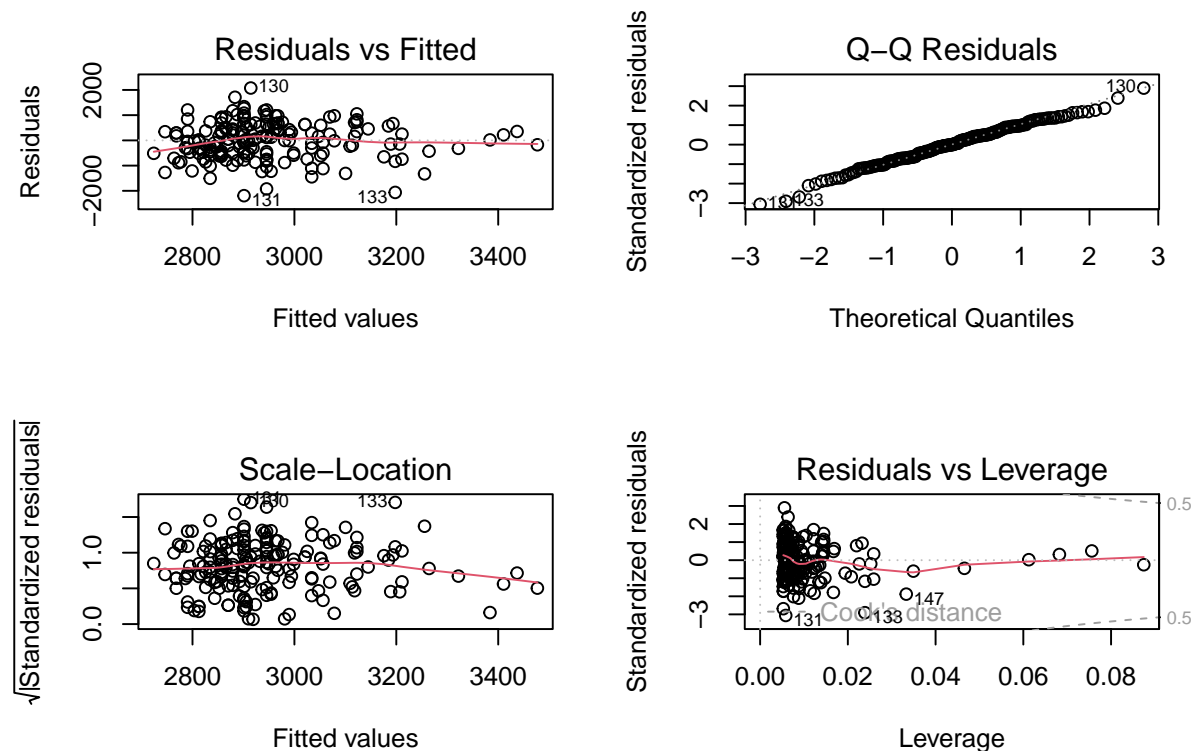 Residuals vs Fitted
Residuals
2000
−2000
130
131
133
2800 3000 3200 3400
Fitted values
Q−Q Residuals
Standardized residuals
2
0
−3
130
133
−3 −2 −1 0 1 2 3
Theoretical Quantiles
Scale−Location
√|Standardized residuals|
1.0
0.0
130
133
2800 3000 3200 3400
Fitted values
Residuals vs Leverage
Standardized residuals
2
0
−3
0.5
0.5
147
131
133
Cook's distance
0.00 0.02 0.04 0.06 0.08
Leverage